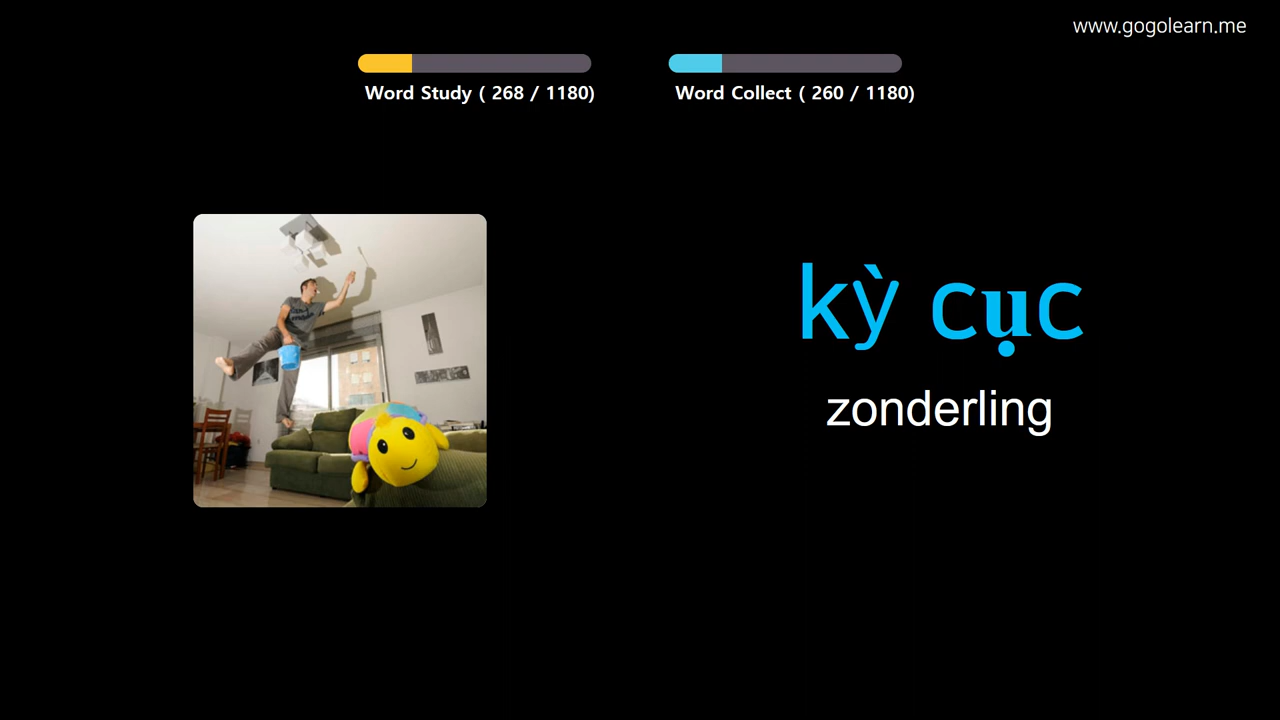 www.gogolearn.me
Word Study ( 268 / 1180)
Word Collect ( 260 / 1180)
kỳ cục
zonderling